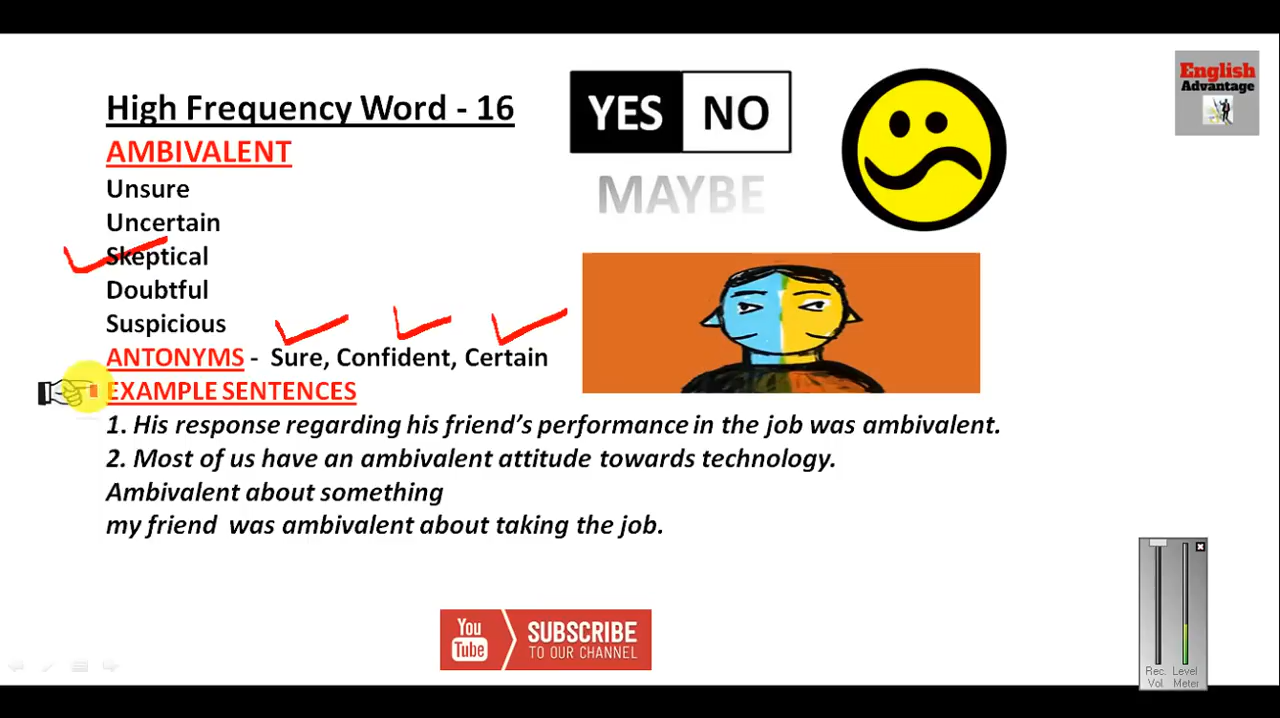 High Frequency Word - 16
AMBIVALENT
Unsure
Uncertain
Skeptical
Doubtful
Suspicious
ANTONYMS - Sure, Confident, Certain
EXAMPLE SENTENCES
1. His response regarding his friend's performance in the job was ambivalent.
2. Most of us have an ambivalent attitude towards technology.
Ambivalent about something
my friend was ambivalent about taking the job.
YES NO
MAYBE
English
Advantage
You
Tube
SUBSCRIBE
TO OUR CHANNEL
Rec. Level
Vol Meter